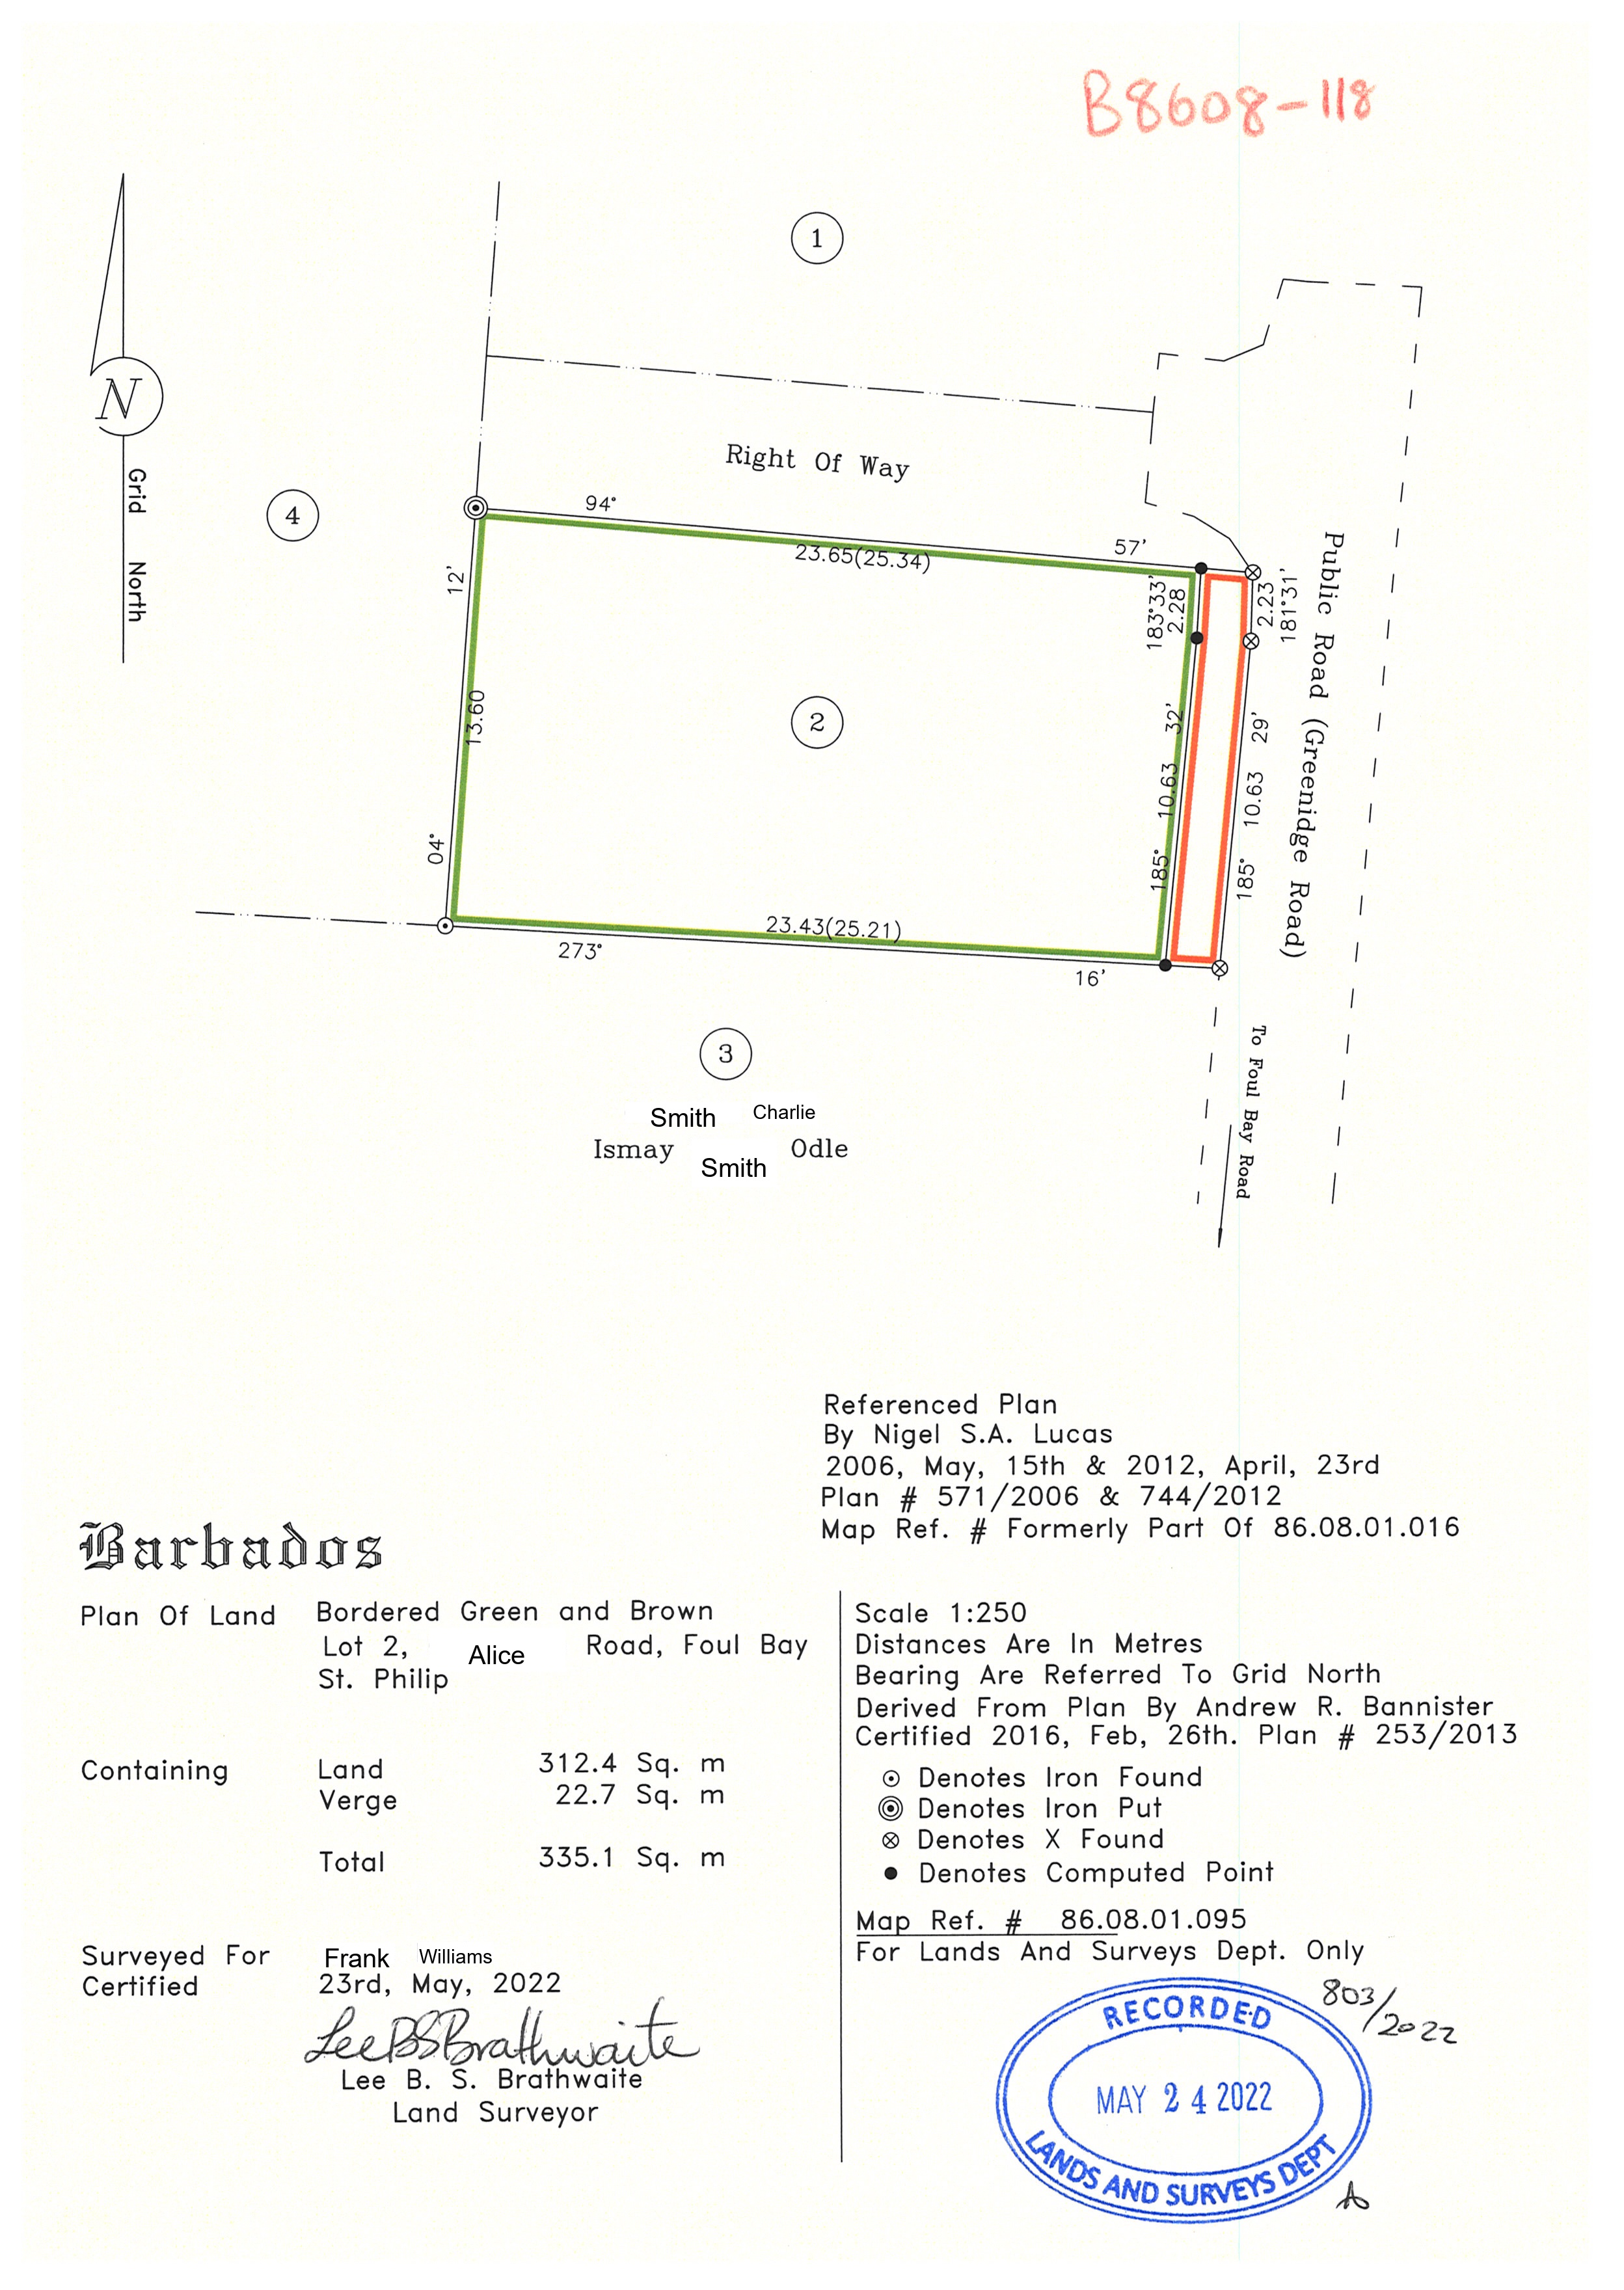 B8608-118
1
Right Of Way
N
Grid North
4
94°
57'
23.65(25.34)
12'
13.60
04°
183°33'
2.28
2.23
181°31'
2
32'
10.63
185°
29'
10.63
185°
Public Road (Greenidge Road)
23.43(25.21)
273°
16'
3
Smith Charlie
Ismay Smith Odle
To Foul Bay Road
Referenced Plan
By Nigel S.A. Lucas
2006, May, 15th & 2012, April, 23rd
Plan # 571/2006 & 744/2012
Map Ref. # Formerly Part Of 86.08.01.016
Barbados
Plan Of Land Bordered Green and Brown
Lot 2, Alice Road, Foul Bay
St. Philip
Containing Land 312.4 Sq. m
Verge 22.7 Sq. m
Total 335.1 Sq. m
Surveyed For Frank Williams
Certified 23rd, May, 2022
Lee B S Brathwaite
Lee B. S. Brathwaite
Land Surveyor
Scale 1:250
Distances Are In Metres
Bearing Are Referred To Grid North
Derived From Plan By Andrew R. Bannister
Certified 2016, Feb, 26th. Plan # 253/2013
Denotes Iron Found
Denotes Iron Put
Denotes X Found
Denotes Computed Point
Map Ref. # 86.08.01.095
For Lands And Surveys Dept. Only
803/2022
RECORDED
MAY 24 2022
LANDS AND SURVEYS DEPT